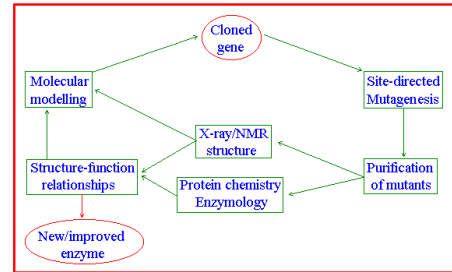 Cloned
gene
Molecular
modelling
Site-directed
Mutagenesis
X-ray/NMR
structure
Structure-function
relationships
Protein chemistry
Enzymology
Purification
of mutants
New/improved
enzyme